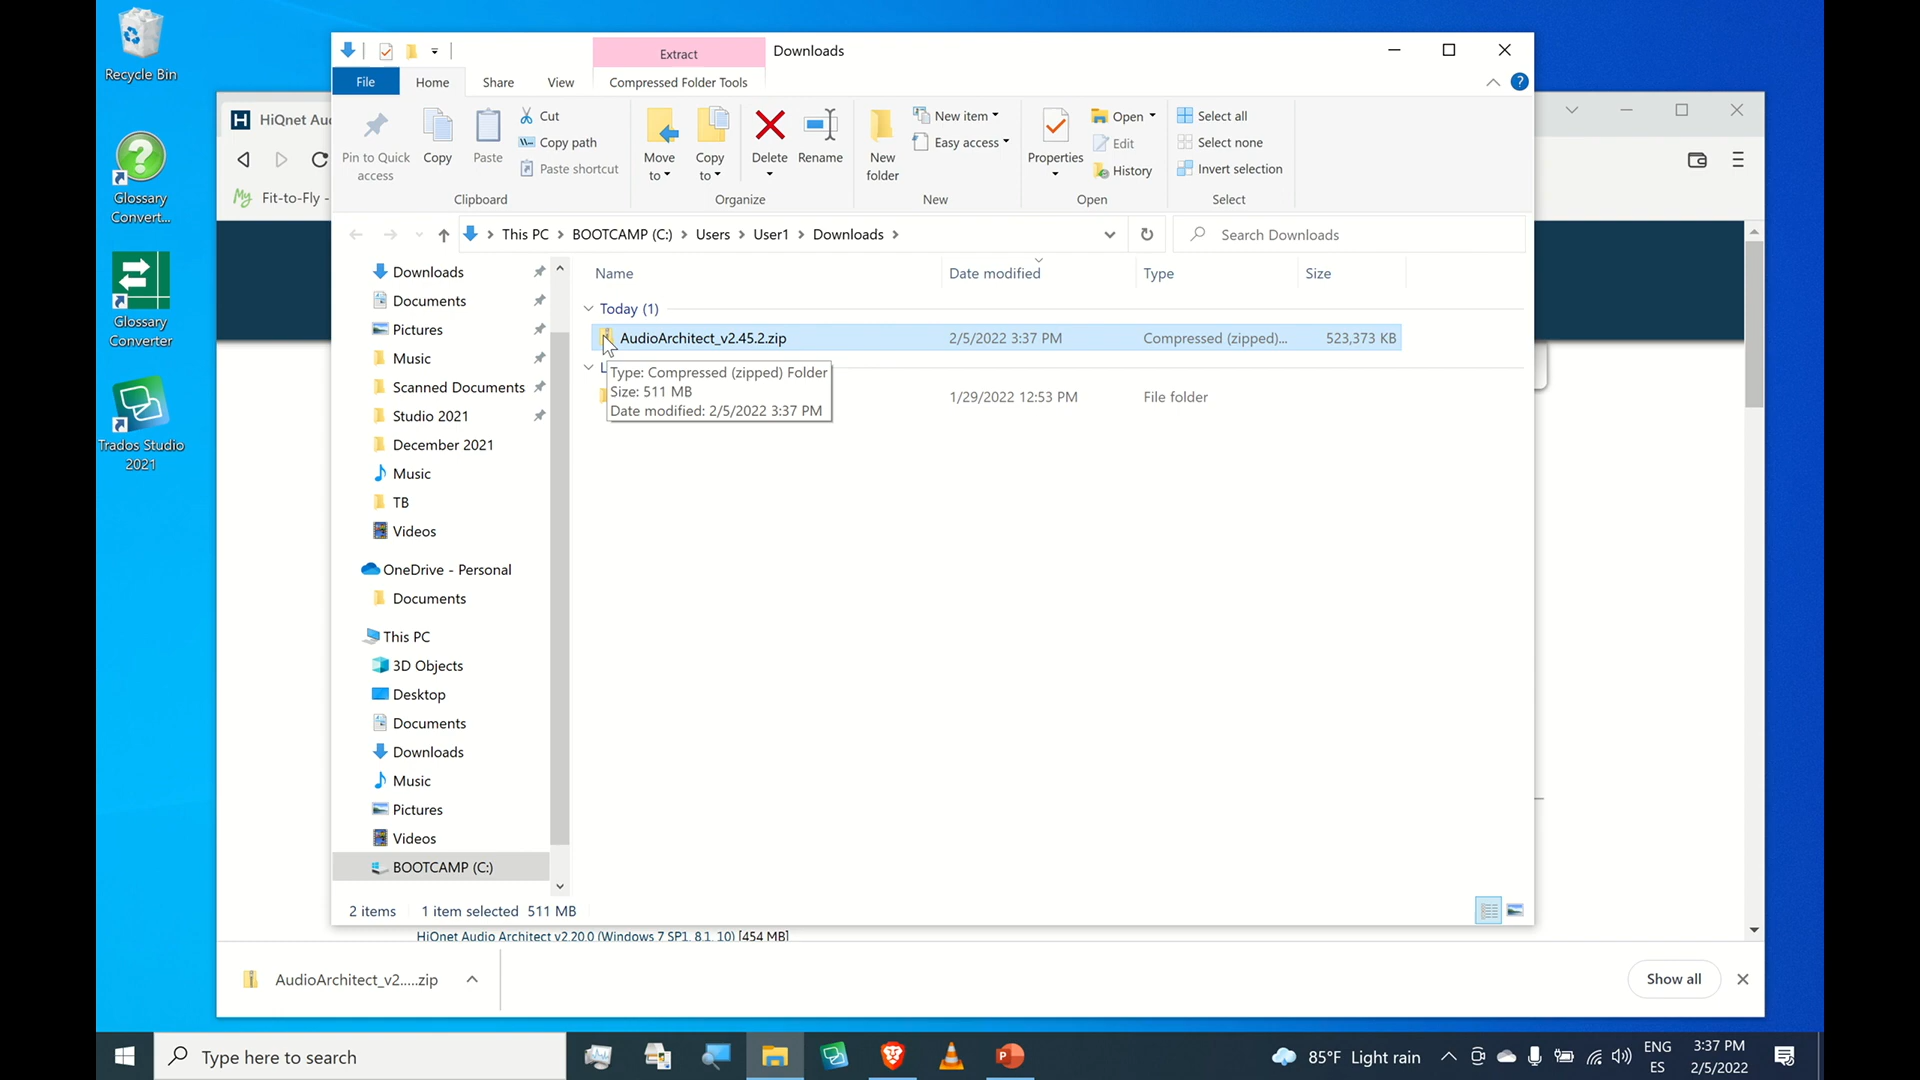 Recycle Bin
Glossary
Convert...
Glossary
Converter
Trados Studio
2021
Extract
Downloads
File
Home
Share
View
Compressed Folder Tools
Pin to Quick
access
Copy
Paste
Cut
Copy path
Paste shortcut
Clipboard
Move
to
Copy
to
Delete
Rename
Organize
New
folder
New item
Easy access
New
Properties
Open
Edit
History
Open
Select all
Select none
Invert selection
Select
HiQnet Au
Fit-to-Fly -
This PC
BOOTCAMP (C:)
Users
User1
Downloads
Search Downloads
Downloads
Documents
Pictures
Music
Scanned Documents
Studio 2021
December 2021
Music
TB
Videos
OneDrive - Personal
Documents
This PC
3D Objects
Desktop
Documents
Downloads
Music
Pictures
Videos
BOOTCAMP (C:)
Name
Date modified
Type
Size
Today (1)
AudioArchitect_v2.45.2.zip
2/5/2022 3:37 PM
Compressed (zipped)...
523,373 KB
1/29/2022 12:53 PM
File folder
Type: Compressed (zipped) Folder
Size: 511 MB
Date modified: 2/5/2022 3:37 PM
2 items
1 item selected 511 MB
HiQnet Audio Architect v2.20.0 (Windows 7 SP1, 8.1, 10) [454 MB]
AudioArchitect_v2.....zip
Show all
Type here to search
85°F Light rain
ENG
ES
3:37 PM
2/5/2022